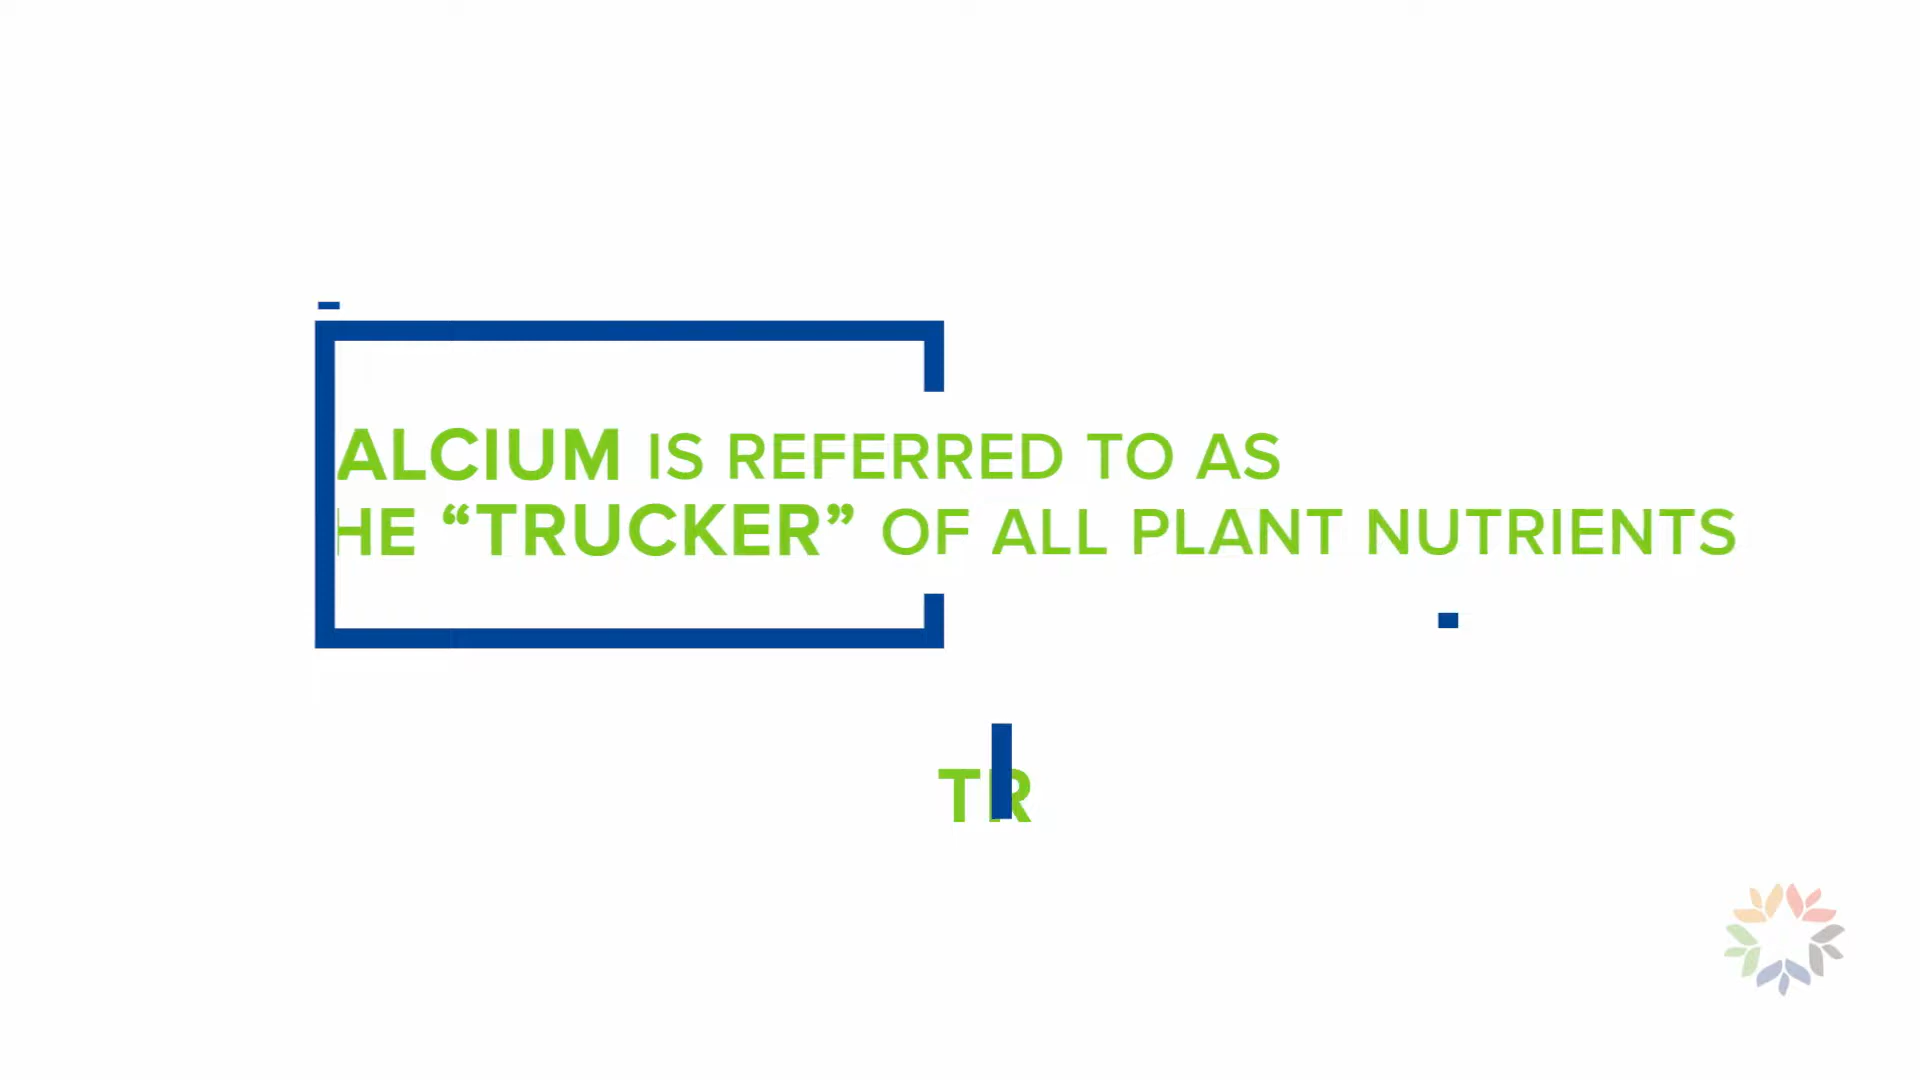 ALCIUM IS REFERRED TO AS
HE “TRUCKER” OF ALL PLANT NUTRIENTS
TR